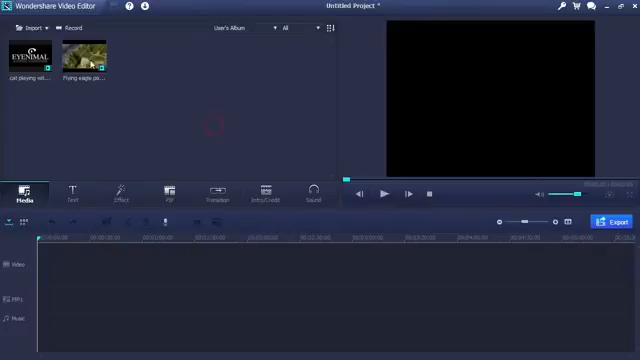 Wondershare Video Editor
Untitled Project *
Import
Record
User's Album
All
EYENIMAL
cat playing wit...
Flying eagle po...
Media
Text
Effect
PIP
Transition
Intro/Credit
Sound
Export
Video
PIP1
Music